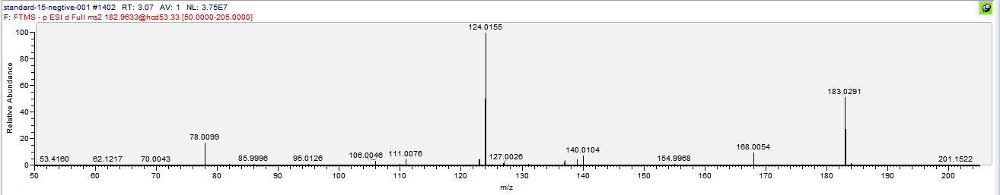 standard-15-negtive-001 #1402 RT: 3.07 AV: 1 NL: 3.75E7
F: FTMS - p ESI d Full ms2 182.9633@hcd53.33 [50.0000-205.0000]
124.0155
183.0291
78.0099
168.0054
140.0104
111.0076
106.0046
127.0026
53.4160 62.1217 70.0043 85.9996 95.0126 154.9968 201.1522
100
80
60
40
20
0
Relative Abundance
50 60 70 80 90 100 110 120 130 140 150 160 170 180 190 200
m/z